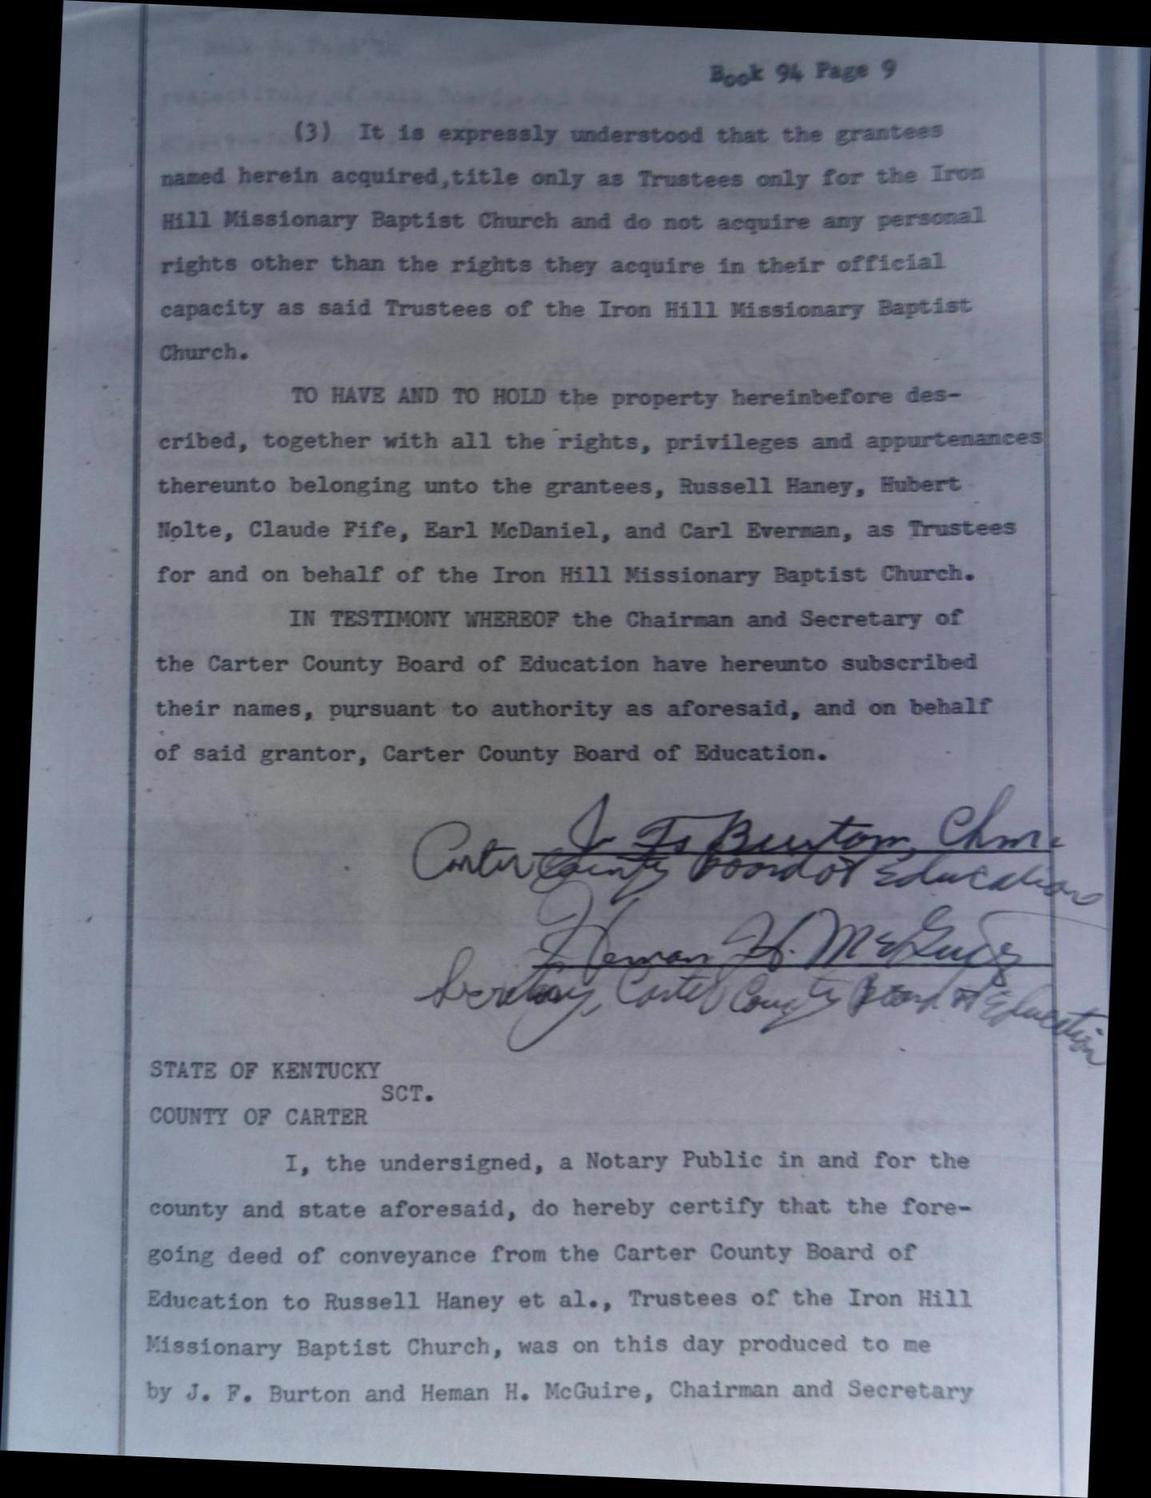 Book 94 Page 9
(3) It is expressly understood that the grantees
named herein acquired,title only as Trustees only for the Iron
Hill Missionary Baptist Church and do not acquire any personal
rights other than the rights they acquire in their official
capacity as said Trustees of the Iron Hill Missionary Baptist
Church.
TO HAVE AND TO HOLD the property hereinbefore des-
cribed, together with all the rights, privileges and appurtenances
thereunto belonging unto the grantees, Russell Haney, Hubert
Nolte, Claude Fife, Earl McDaniel, and Carl Everman, as Trustees
for and on behalf of the Iron Hill Missionary Baptist Church.
IN TESTIMONY WHEREOF the Chairman and Secretary of
the Carter County Board of Education have hereunto subscribed
their names, pursuant to authority as aforesaid, and on behalf
of said grantor, Carter County Board of Education.
J. F. Burton, Chm.
Carter County Board of Education
Heman H. McGuire
Secretary, Carter County Board of Education
STATE OF KENTUCKY
SCT.
COUNTY OF CARTER
I, the undersigned, a Notary Public in and for the
county and state aforesaid, do hereby certify that the fore-
going deed of conveyance from the Carter County Board of
Education to Russell Haney et al., Trustees of the Iron Hill
Missionary Baptist Church, was on this day produced to me
by J. F. Burton and Heman H. McGuire, Chairman and Secretary